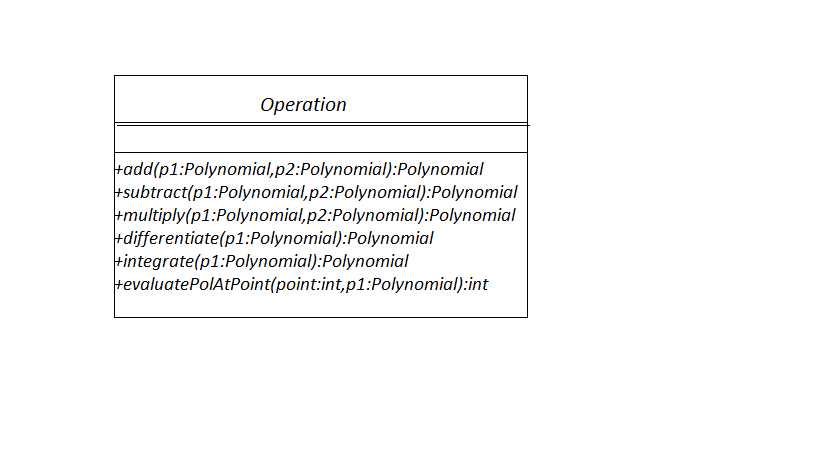 Operation
+add(p1:Polynomial,p2:Polynomial):Polynomial
+subtract(p1:Polynomial,p2:Polynomial):Polynomial
+multiply(p1:Polynomial,p2:Polynomial):Polynomial
+differentiate(p1:Polynomial):Polynomial
+integrate(p1:Polynomial):Polynomial
+evaluatePolAtPoint(point:int,p1:Polynomial):int